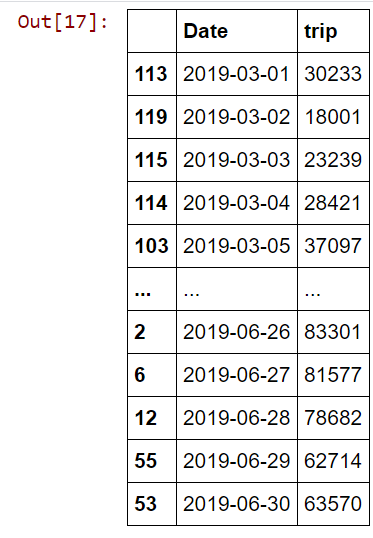 Out[17]:
Date trip
113 2019-03-01 30233
119 2019-03-02 18001
115 2019-03-03 23239
114 2019-03-04 28421
103 2019-03-05 37097
... ... ...
2 2019-06-26 83301
6 2019-06-27 81577
12 2019-06-28 78682
55 2019-06-29 62714
53 2019-06-30 63570